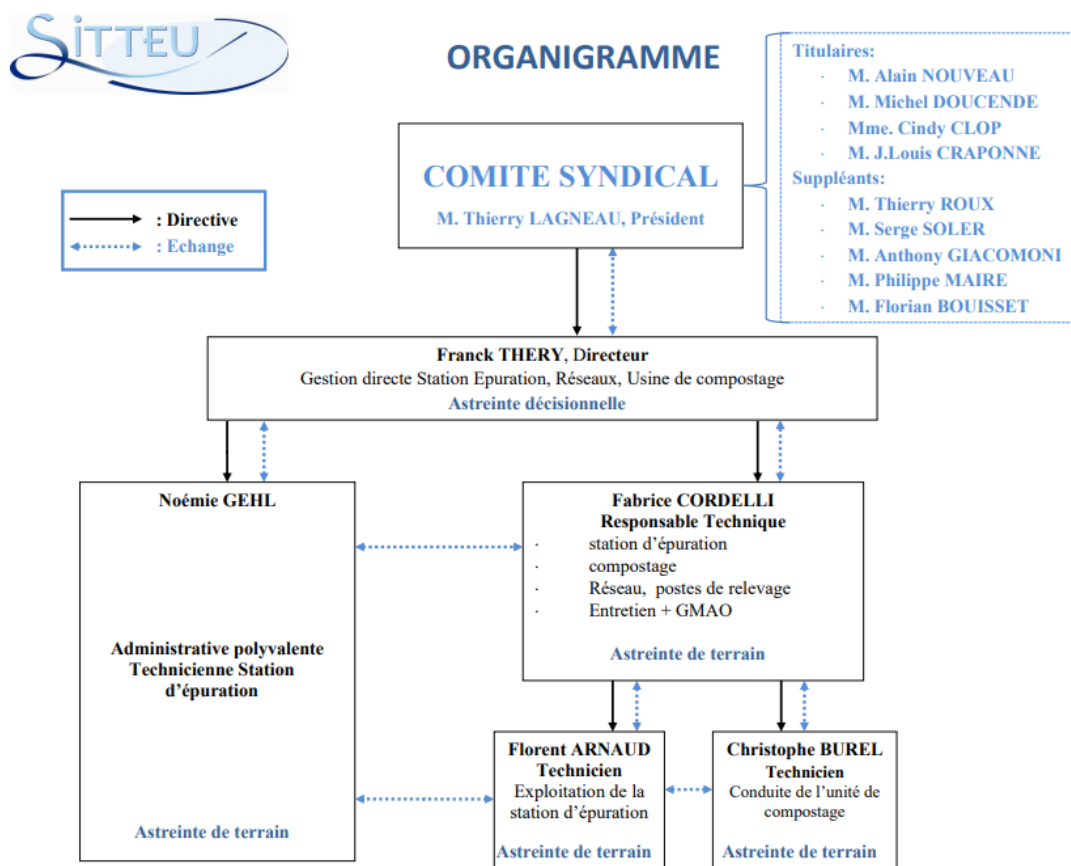 SiTTEU
ORGANIGRAMME
Titulaires:
· M. Alain NOUVEAU
· M. Michel DOUCENDE
· Mme. Cindy CLOP
· M. J.Louis CRAPONNE
Suppléants:
· M. Thierry ROUX
· M. Serge SOLER
· M. Anthony GIACOMONI
· M. Philippe MAIRE
· M. Florian BOUISSET
COMITE SYNDICAL
M. Thierry LAGNEAU, Président
: Directive
: Echange
Franck THERY, Directeur
Gestion directe Station Epuration, Réseaux, Usine de compostage
Astreinte décisionnelle
Noémie GEHL
Administrative polyvalente
Technicienne Station
d'épuration
Astreinte de terrain
Fabrice CORDELLI
Responsable Technique
· station d'épuration
· compostage
· Réseau, postes de relevage
· Entretien + GMAO
Astreinte de terrain
Florent ARNAUD
Technicien
Exploitation de la
station d'épuration
Astreinte de terrain
Christophe BUREL
Technicien
Conduite de l'unité de
compostage
Astreinte de terrain